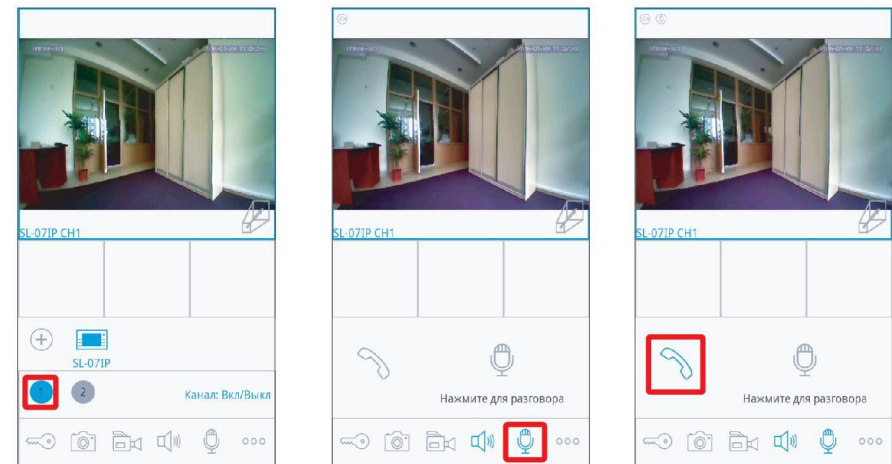 SL-07IP CH1
SL-07IP
1
2
Канал: Вкл/Выкл
SL-07IP CH1
Нажмите для разговора
SL-07IP CH1
Нажмите для разговора